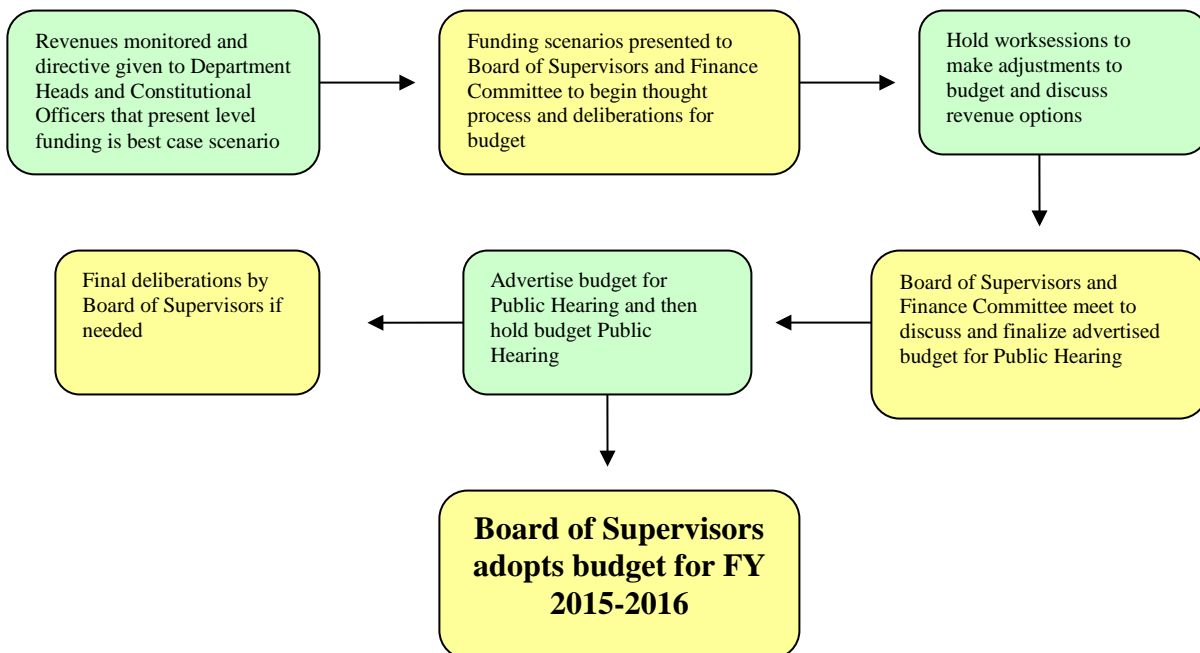 Revenues monitored and
directive given to Department
Heads and Constitutional
Officers that present level
funding is best case scenario
Funding scenarios presented to
Board of Supervisors and Finance
Committee to begin thought
process and deliberations for
budget
Hold worksessions to
make adjustments to
budget and discuss
revenue options
Board of Supervisors and
Finance Committee meet to
discuss and finalize advertised
budget for Public Hearing
Advertise budget for
Public Hearing and then
hold budget Public
Hearing
Final deliberations by
Board of Supervisors if
needed
Board of Supervisors
adopts budget for FY
2015-2016